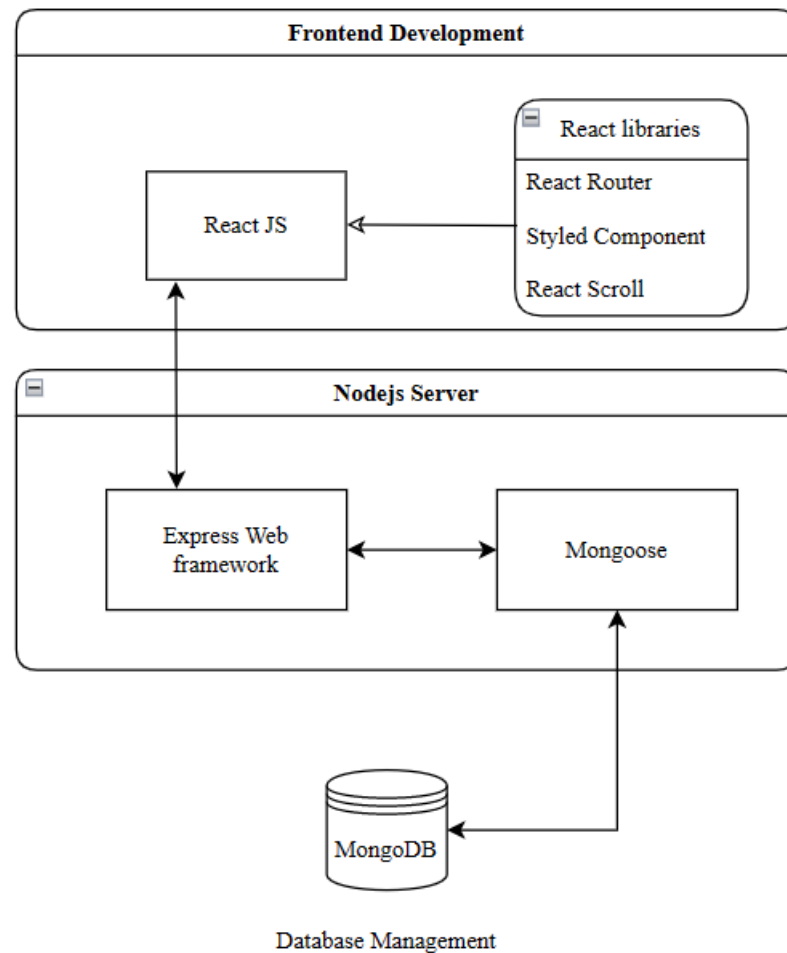 Frontend Development
React libraries
React Router
React JS
Styled Component
React Scroll
Nodejs Server
Express Web
framework
Mongoose
MongoDB
Database Management